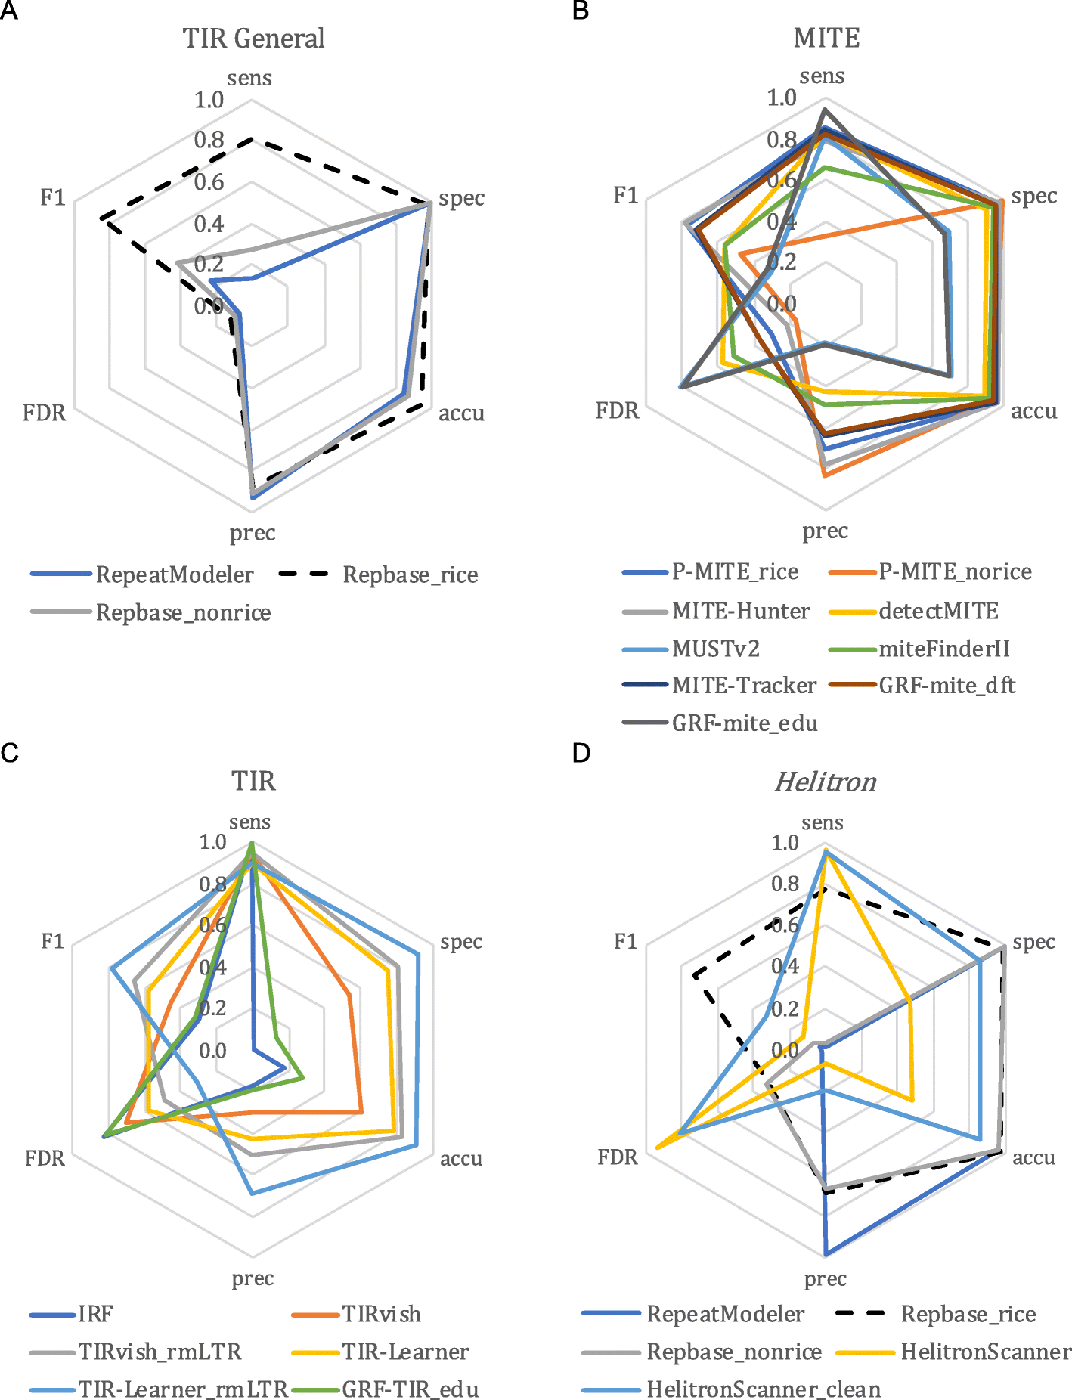 A
TIR General
sens
1.0
0.8
0.6
0.4
0.2
0.0
F1
spec
FDR
accu
prec
RepeatModeler
Repbase_rice
Repbase_nonrice
B
MITE
sens
1.0
0.8
0.6
0.4
0.2
0.0
F1
spec
FDR
accu
prec
P-MITE_rice
P-MITE_norice
MITE-Hunter
detectMITE
MUSTv2
miteFinderII
MITE-Tracker
GRF-mite_dft
GRF-mite_edu
C
TIR
sens
1.0
0.8
0.6
0.4
0.2
0.0
F1
spec
FDR
accu
prec
IRF
TIRvish
TIRvish_rmLTR
TIR-Learner
TIR-Learner_rmLTR
GRF-TIR_edu
D
Helitron
sens
1.0
0.8
0.6
0.4
0.2
0.0
F1
spec
FDR
accu
prec
RepeatModeler
Repbase_rice
Repbase_nonrice
HelitronScanner
HelitronScanner_clean